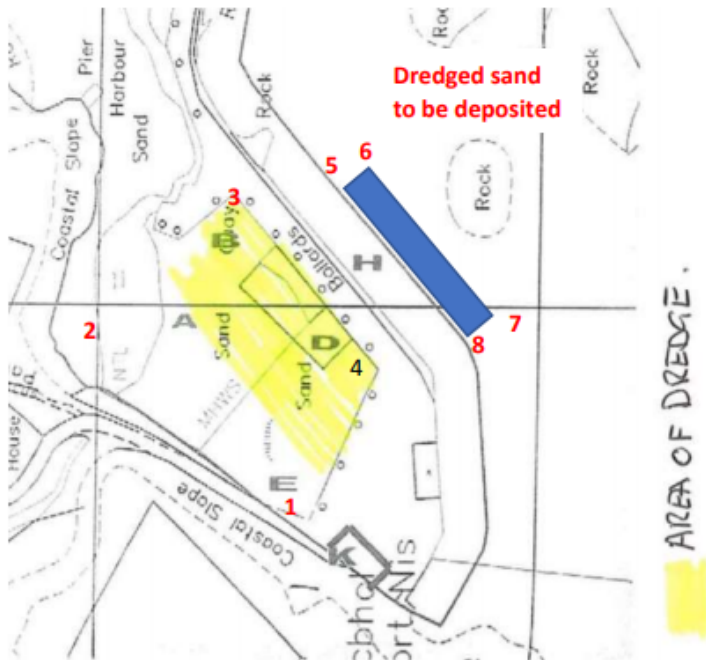 Pier
Harbour
Sand
Coastal Slope
Rock
Rock
Rock
Rock
Dredged sand
to be deposited
5
6
3
Quay
B
Bollards
H
2
A
Sand
D
4
7
8
MHWS
Sand
E
1
House
Coastal Slope
K
AREA OF DREDGE.